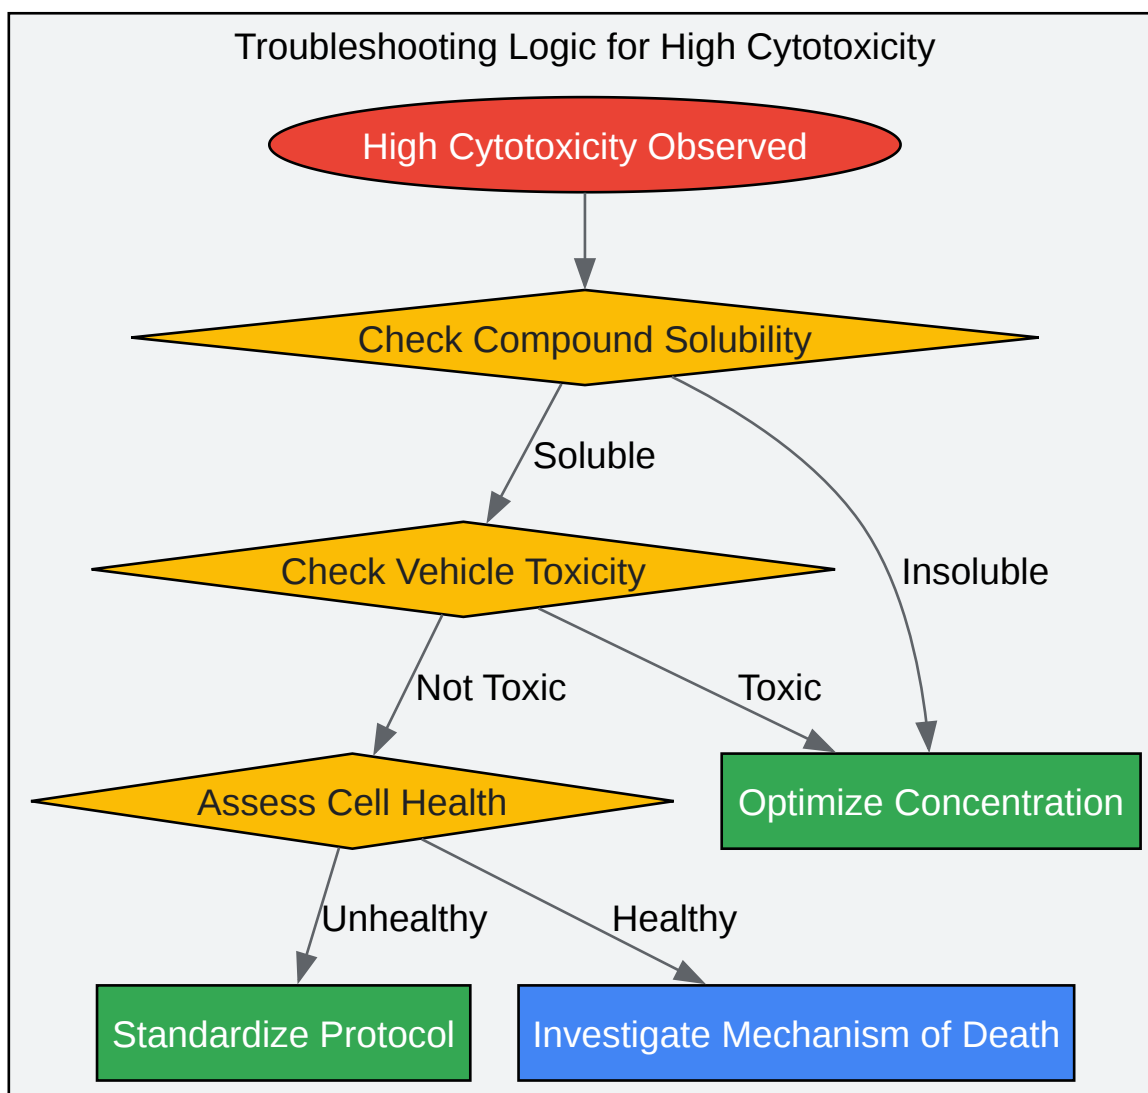 Troubleshooting Logic for High Cytotoxicity
High Cytotoxicity Observed
Check Compound Solubility
Soluble
Check Vehicle Toxicity
Insoluble
Not Toxic
Toxic
Assess Cell Health
Optimize Concentration
Unhealthy
Healthy
Standardize Protocol
Investigate Mechanism of Death